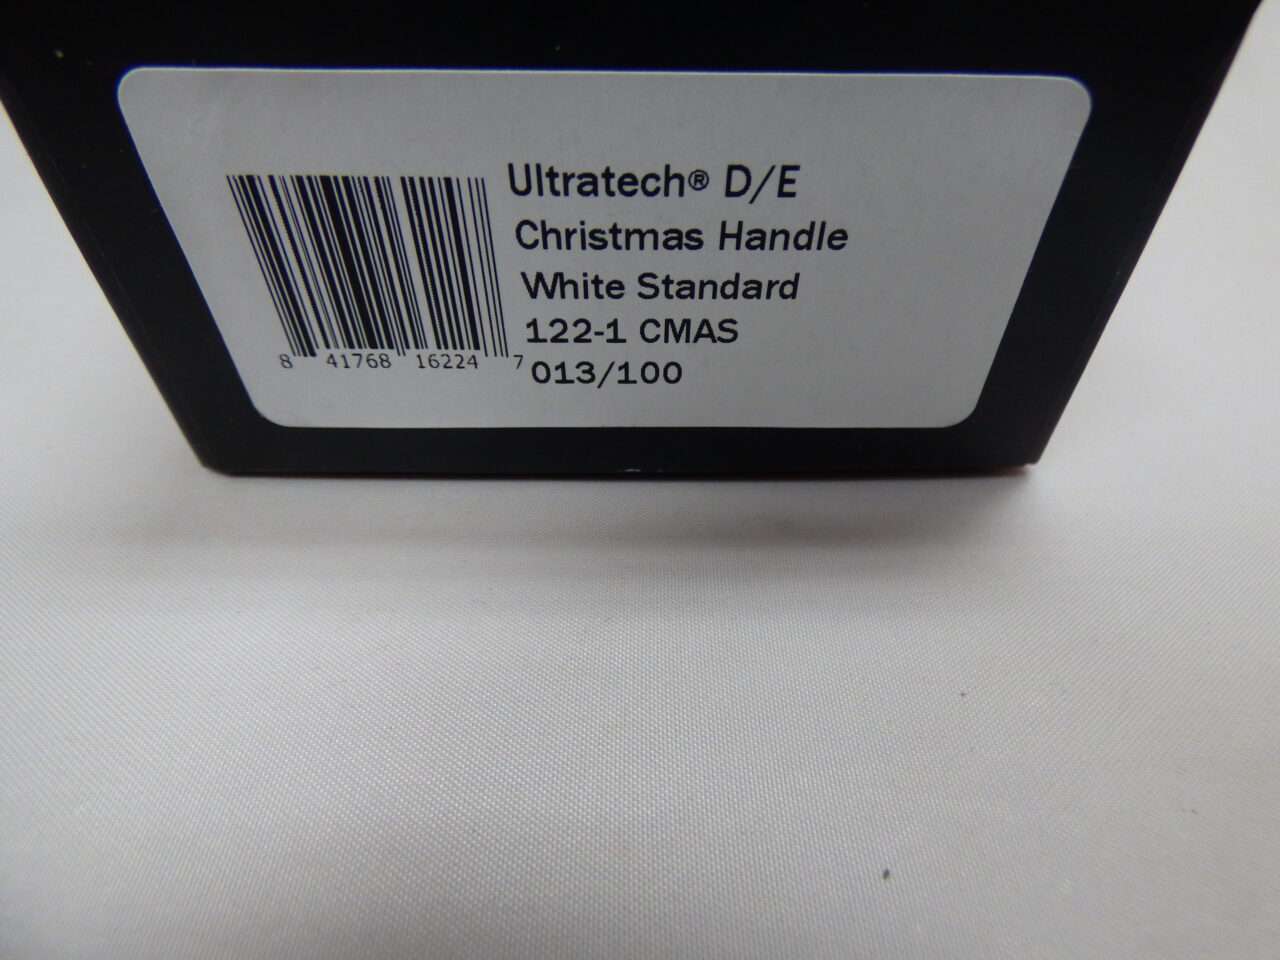 Ultratech® D/E
Christmas Handle
White Standard
122-1 CMAS
013/100
8 41768 16224 7